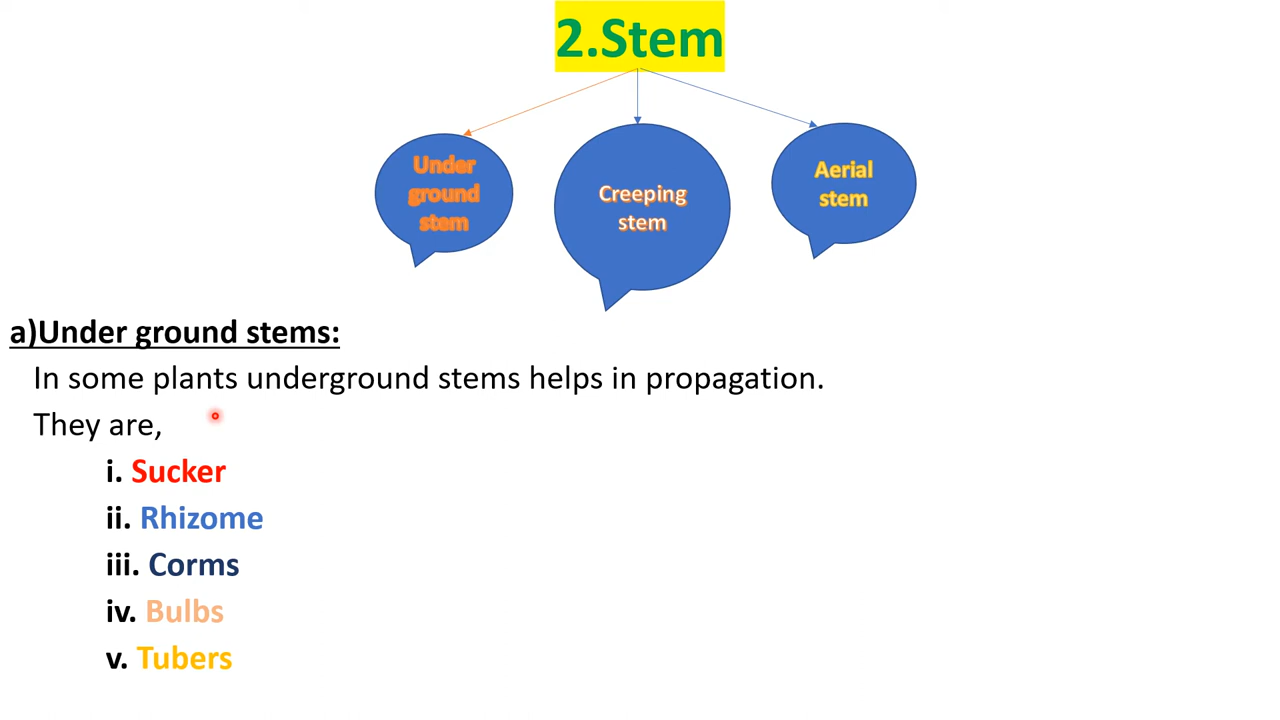 2.Stem
Under
ground
stem
Creeping
stem
Aerial
stem
a)Under ground stems:
In some plants underground stems helps in propagation.
They are,
i. Sucker
ii. Rhizome
iii. Corms
iv. Bulbs
v. Tubers